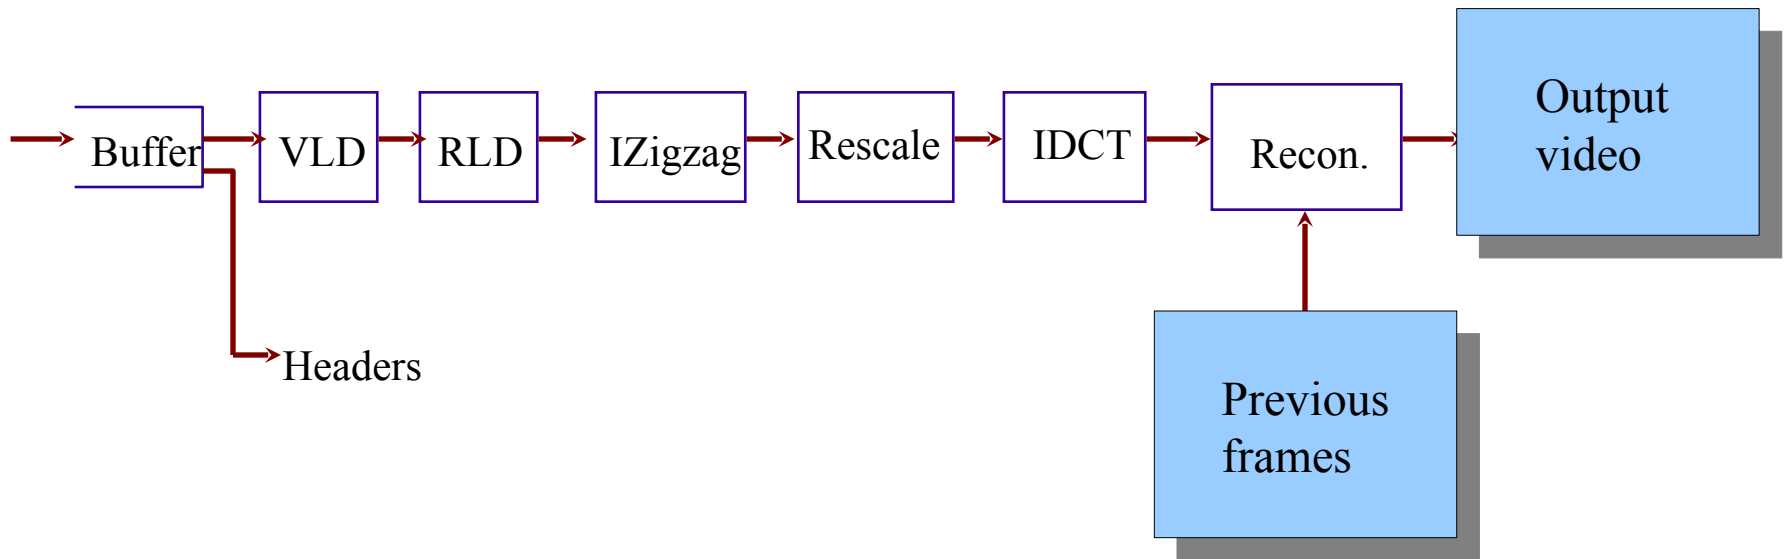 Buffer
VLD
RLD
IZigzag
Rescale
IDCT
Recon.
Output
video
Headers
Previous
frames